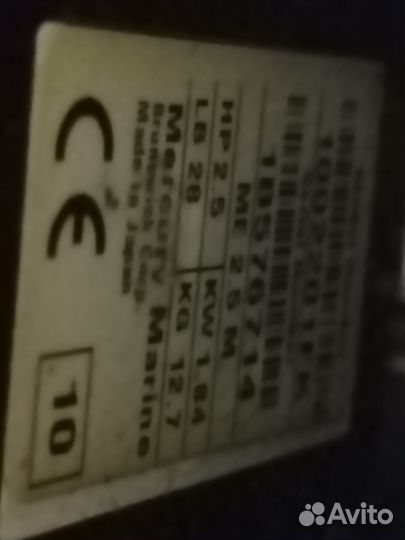 1002201FK
1B576714
ME 2.5 M
HP 2.5 KW 1.84
LB 28 KG 12.7
Mercury Marine
Brunswick Corp.
Made in Japan
CE 10
Avito